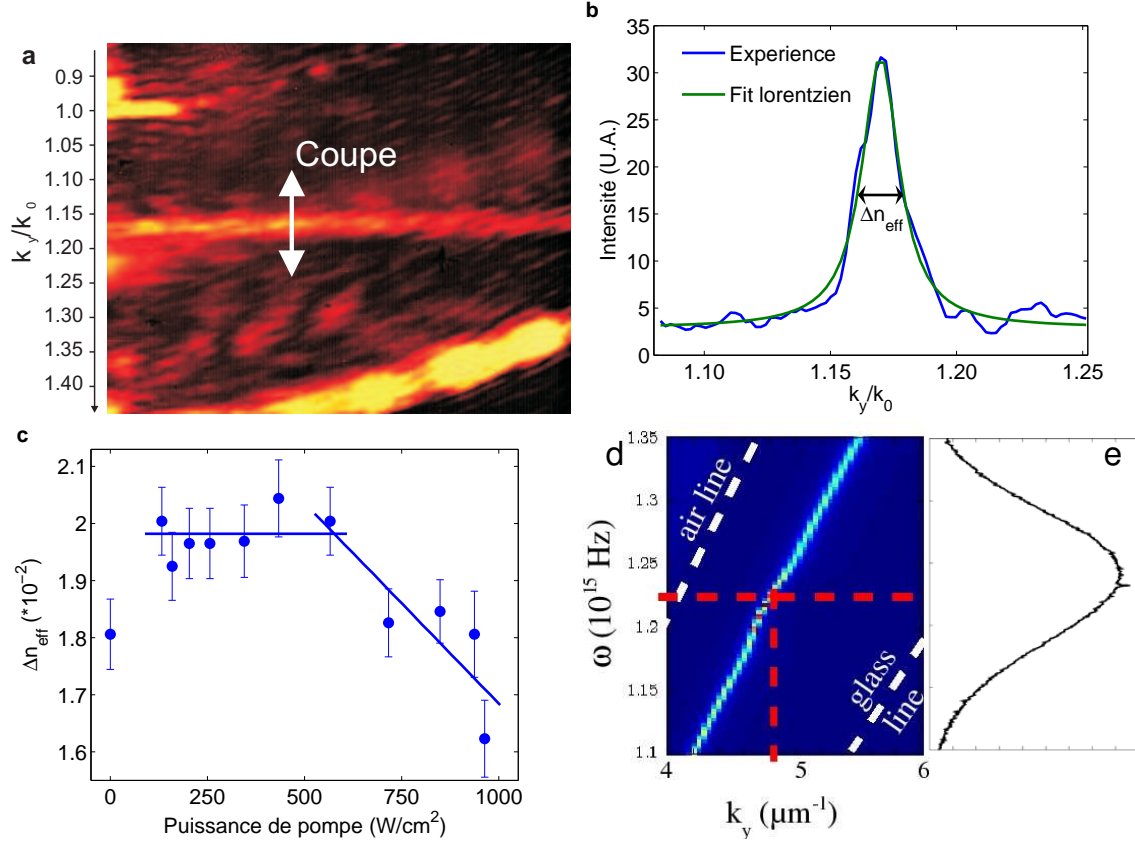 a
k_y/k_0
0.9
1.0
1.05
1.10
1.15
1.20
1.25
1.30
1.35
1.40
Coupe
b
Intensité (U.A.)
35
30
25
20
15
10
5
0
Experience
Fit lorentzien
Δn_eff
1.10
1.15
1.20
1.25
k_y/k_0
c
Δn_eff (*10^-2)
2.1
2
1.9
1.8
1.7
1.6
0
250
500
750
1000
Puissance de pompe (W/cm²)
d
ω (10^15 Hz)
1.35
1.3
1.25
1.2
1.15
1.1
air line
glass
line
4
5
6
k_y (μm^-1)
e